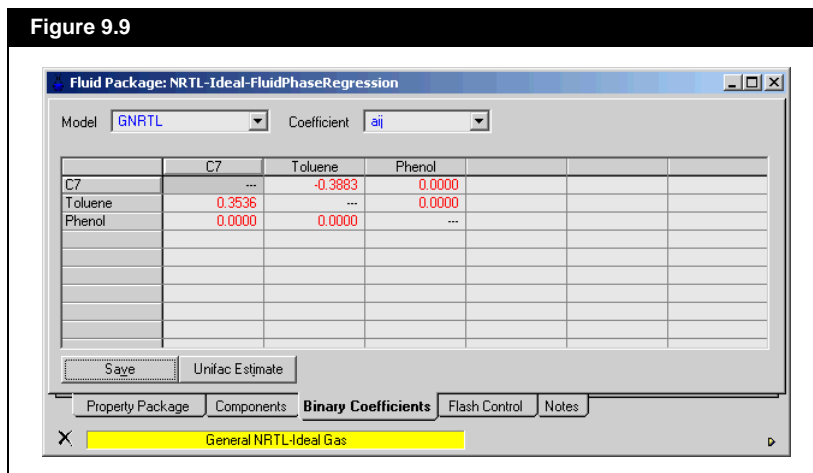 Figure 9.9
Fluid Package: NRTL-Ideal-FluidPhaseRegression
Model GNRTL Coefficient aij
C7 Toluene Phenol
C7 --- -0.3883 0.0000
Toluene 0.3536 --- 0.0000
Phenol 0.0000 0.0000 ---
Save Unifac Estimate
Property Package Components Binary Coefficients Flash Control Notes
General NRTL-Ideal Gas